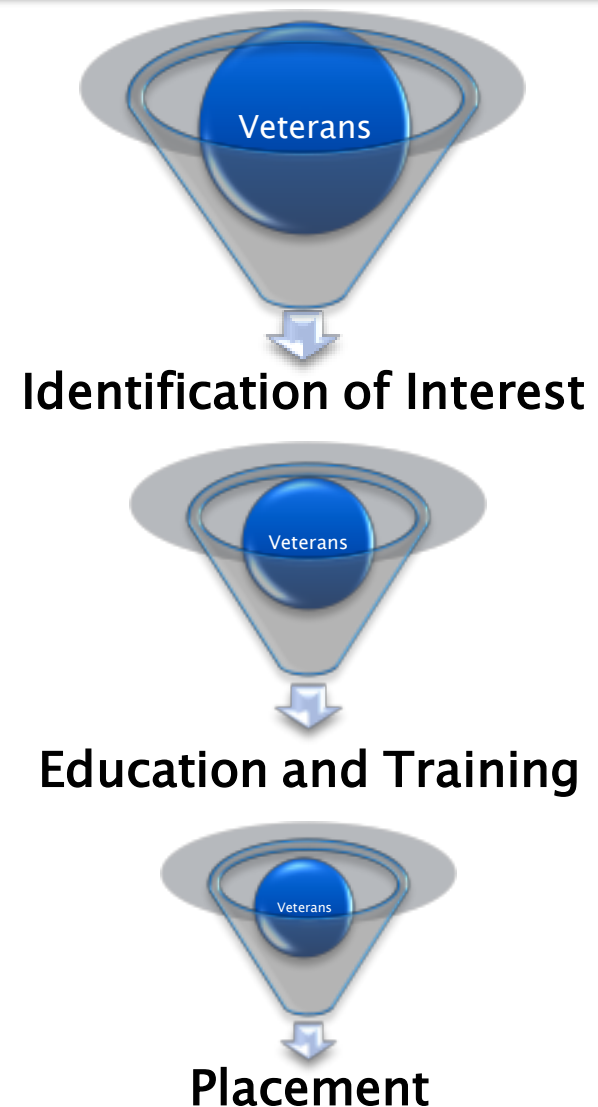 Veterans
Identification of Interest
Veterans
Education and Training
Veterans
Placement